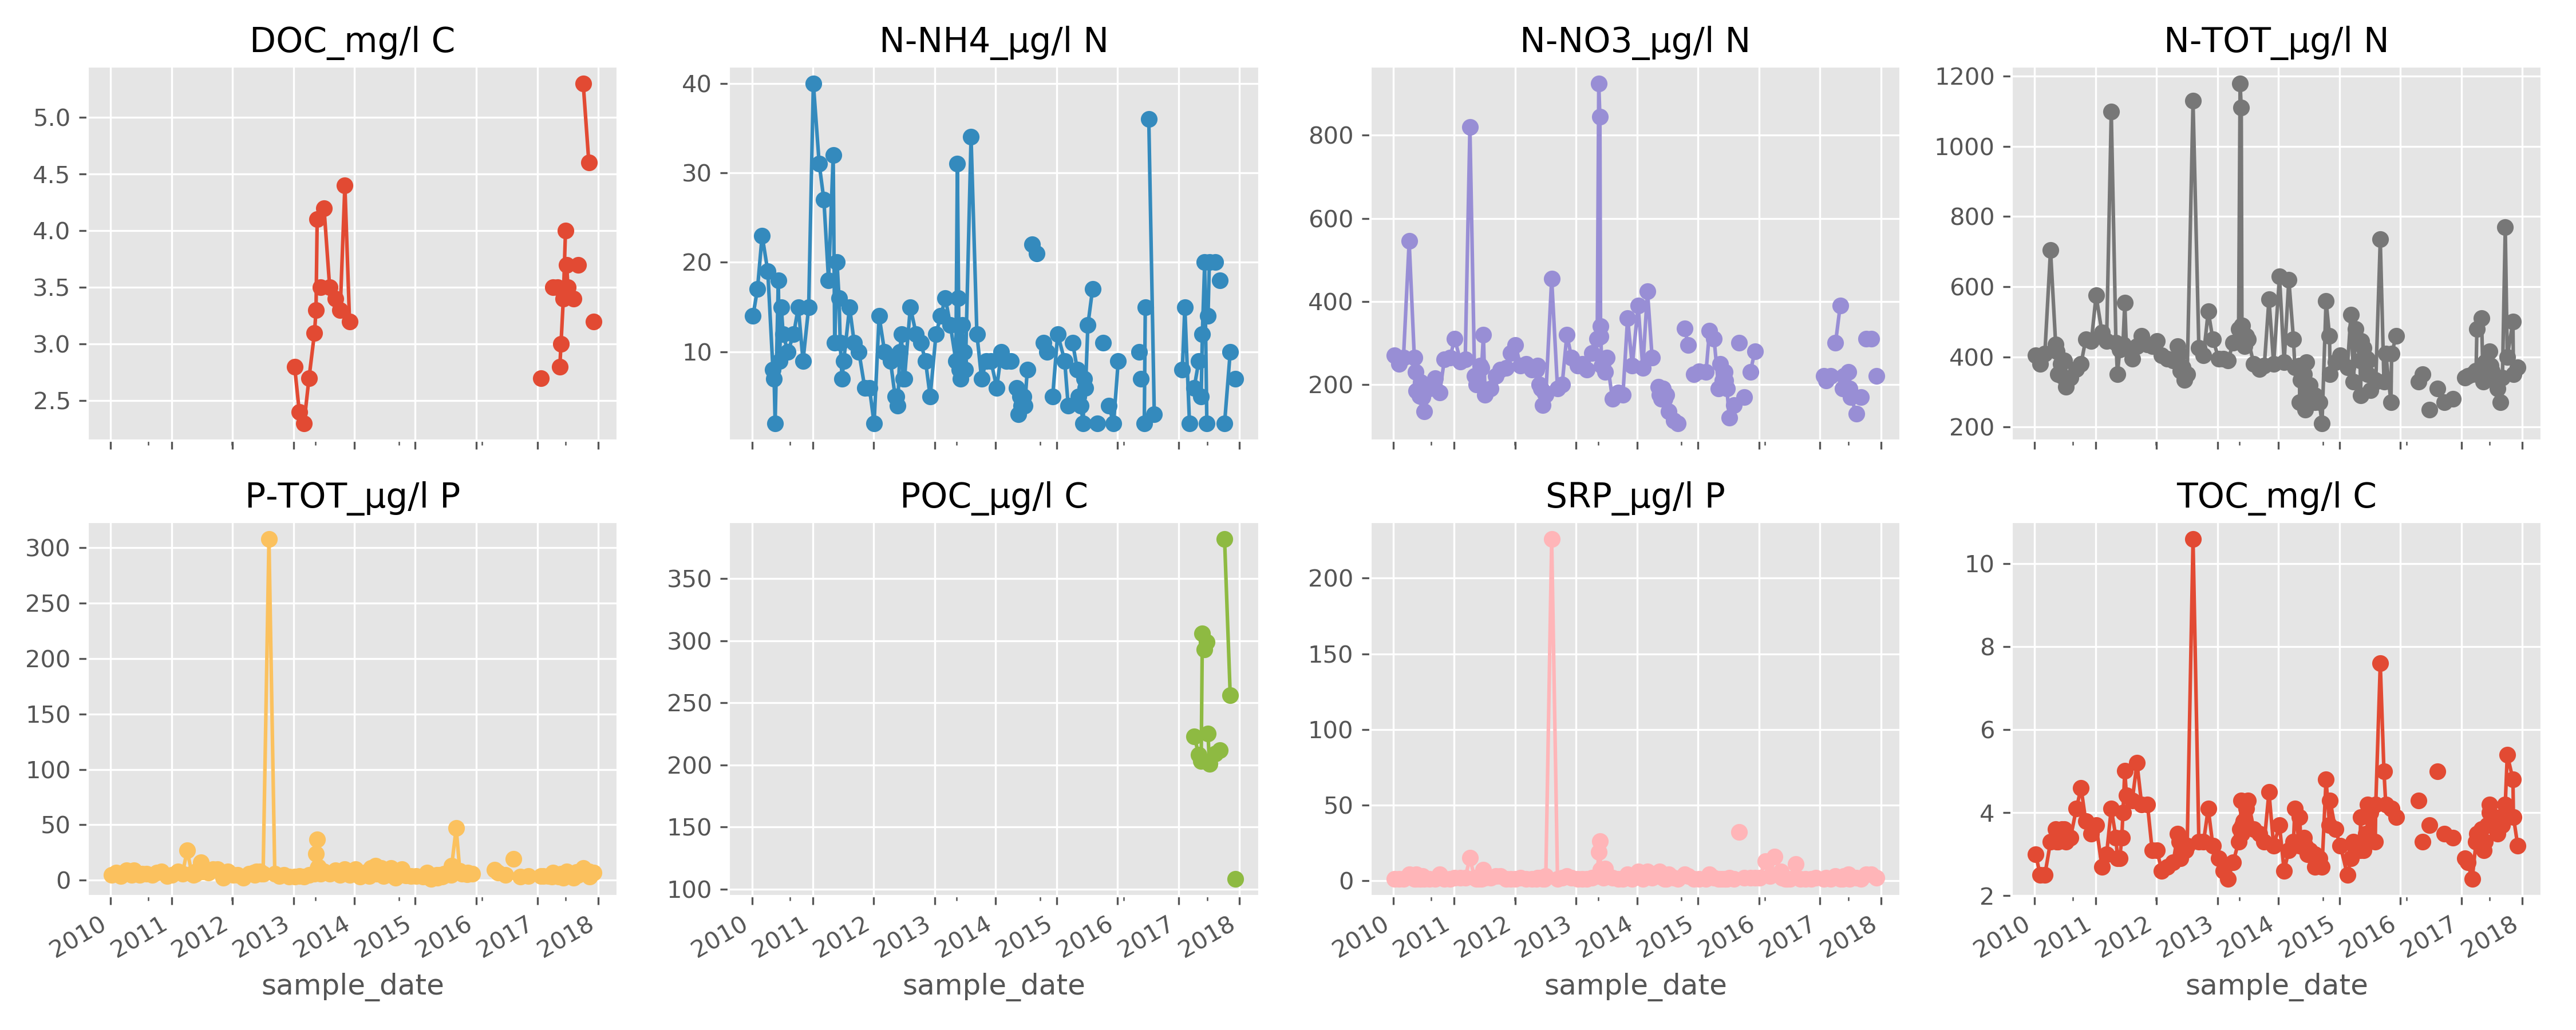 DOC_mg/l C
N-NH4_µg/l N
N-NO3_µg/l N
N-TOT_µg/l N
5.0
4.5
4.0
3.5
3.0
2.5
40
30
20
10
800
600
400
200
1200
1000
800
600
400
200
P-TOT_µg/l P
POC_µg/l C
SRP_µg/l P
TOC_mg/l C
300
250
200
150
100
50
0
350
300
250
200
150
100
200
150
100
50
0
10
8
6
4
2
2010 2011 2012 2013 2014 2015 2016 2017 2018
2010 2011 2012 2013 2014 2015 2016 2017 2018
2010 2011 2012 2013 2014 2015 2016 2017 2018
2010 2011 2012 2013 2014 2015 2016 2017 2018
sample_date
sample_date
sample_date
sample_date